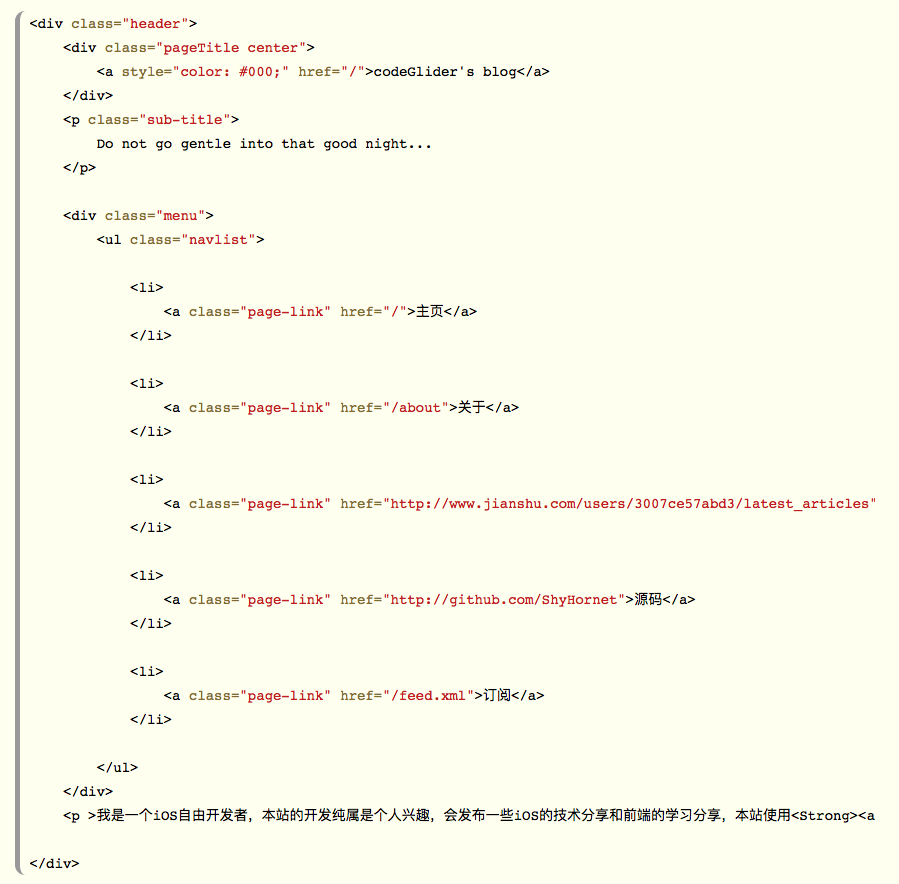 <div class="header">
<div class="pageTitle center">
<a style="color: #000;" href="/">codeGlider's blog</a>
</div>
<p class="sub-title">
Do not go gentle into that good night...
</p>
<div class="menu">
<ul class="navlist">
<li>
<a class="page-link" href="/">主页</a>
</li>
<li>
<a class="page-link" href="/about">关于</a>
</li>
<li>
<a class="page-link" href="http://www.jianshu.com/users/3007ce57abd3/latest_articles"
</li>
<li>
<a class="page-link" href="http://github.com/ShyHornet">源码</a>
</li>
<li>
<a class="page-link" href="/feed.xml">订阅</a>
</li>
</ul>
</div>
<p >我是一个iOS自由开发者，本站的开发纯属是个人兴趣，会发布一些iOS的技术分享和前端的学习分享，本站使用<Strong><a
</div>